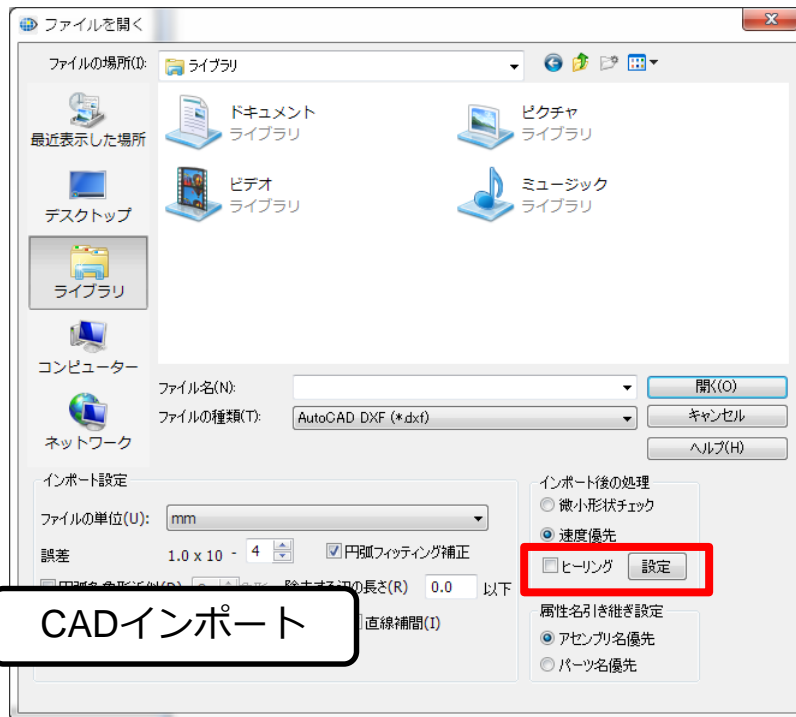 ファイルを開く
ファイルの場所(I):
ライブラリ
最近表示した場所
デスクトップ
ライブラリ
コンピューター
ネットワーク
ドキュメント
ライブラリ
ピクチャ
ライブラリ
ビデオ
ライブラリ
ミュージック
ライブラリ
ファイル名(N):
開く(O)
ファイルの種類(T):
AutoCAD DXF (*.dxf)
キャンセル
ヘルプ(H)
インポート設定
ファイルの単位(U):
mm
誤差
1.0 x 10 - 4
円弧フィッティング補正
除去する辺の長さ(R) 0.0 以下
直線補間(I)
インポート後の処理
微小形状チェック
速度優先
ヒーリング
設定
属性名引き継ぎ設定
アセンブリ名優先
パーツ名優先
CADインポート